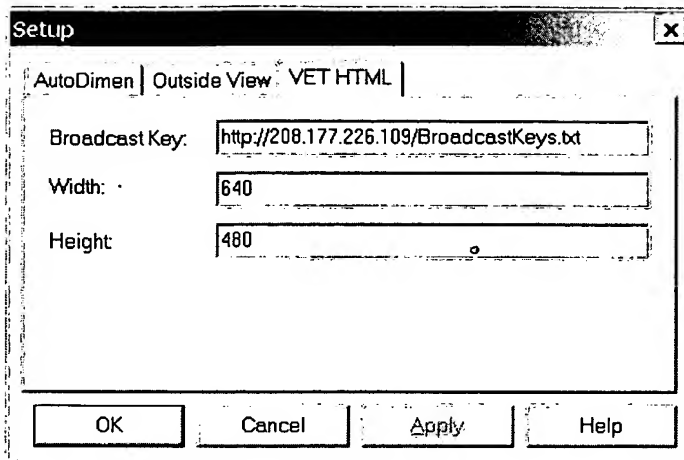 Setup
AutoDimen Outside View VET HTML
Broadcast Key: http://208.177.226.109/BroadcastKeys.txt
Width: 640
Height: 480
OK Cancel Apply Help